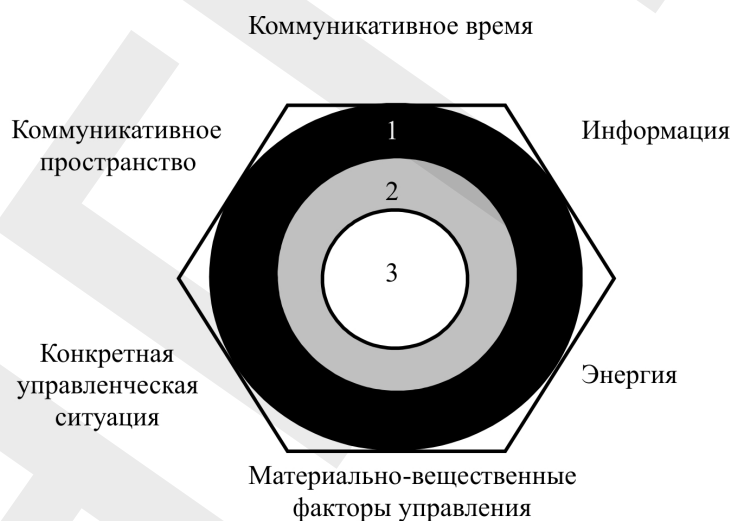 Коммуникативное время
Коммуникативное
пространство
Информация
1
2
3
Конкретная
управленческая
ситуация
Энергия
Материально-вещественные
факторы управления